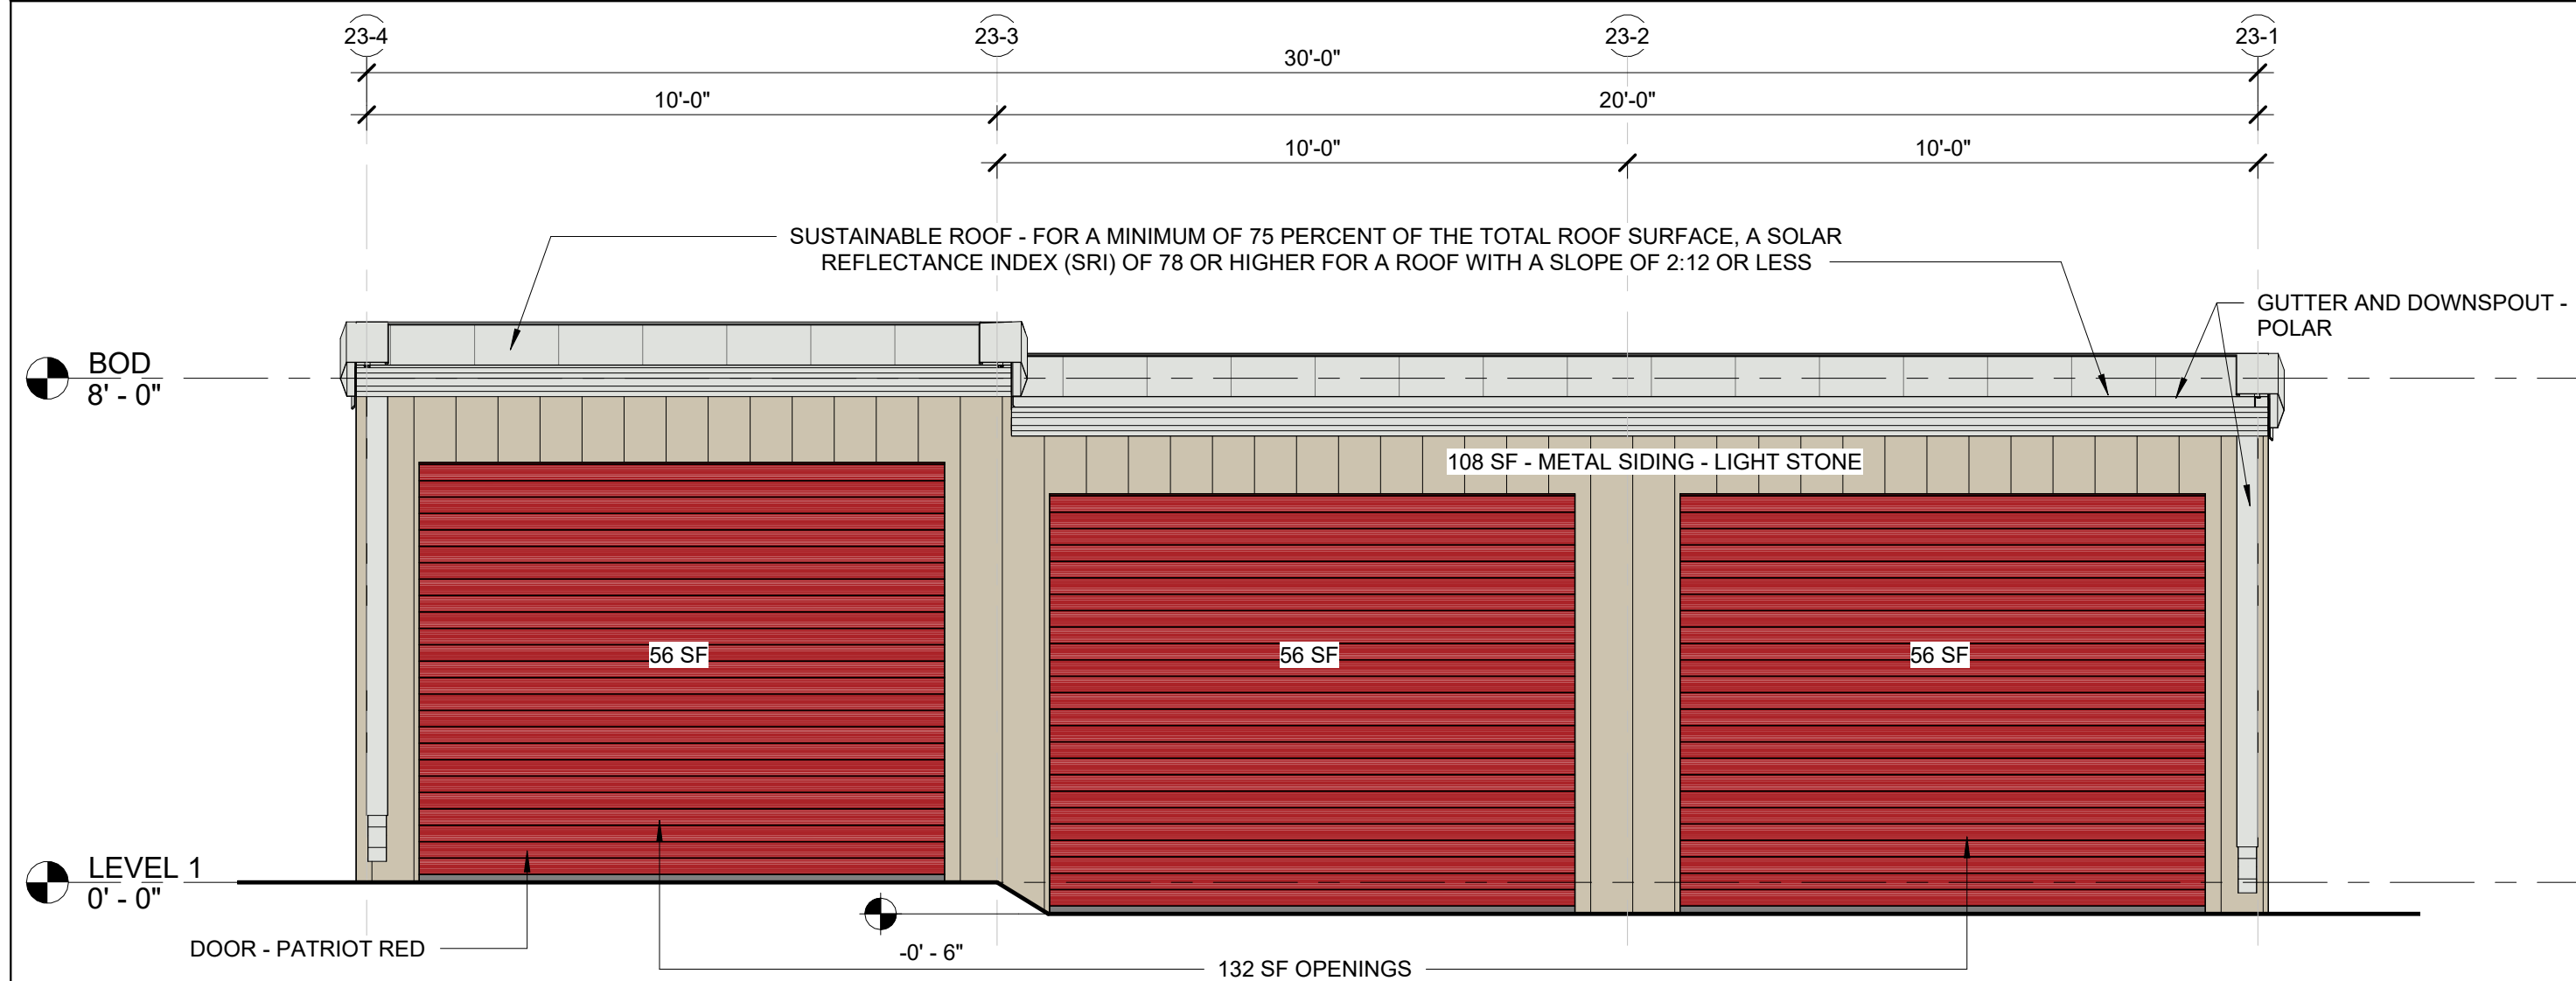 23-4
23-3
23-2
23-1
30'-0"
10'-0"
20'-0"
10'-0"
10'-0"
SUSTAINABLE ROOF - FOR A MINIMUM OF 75 PERCENT OF THE TOTAL ROOF SURFACE, A SOLAR
REFLECTANCE INDEX (SRI) OF 78 OR HIGHER FOR A ROOF WITH A SLOPE OF 2:12 OR LESS
GUTTER AND DOWNSPOUT -
POLAR
BOD
8' - 0"
108 SF - METAL SIDING - LIGHT STONE
56 SF
56 SF
56 SF
LEVEL 1
0' - 0"
DOOR - PATRIOT RED
-0' - 6"
132 SF OPENINGS